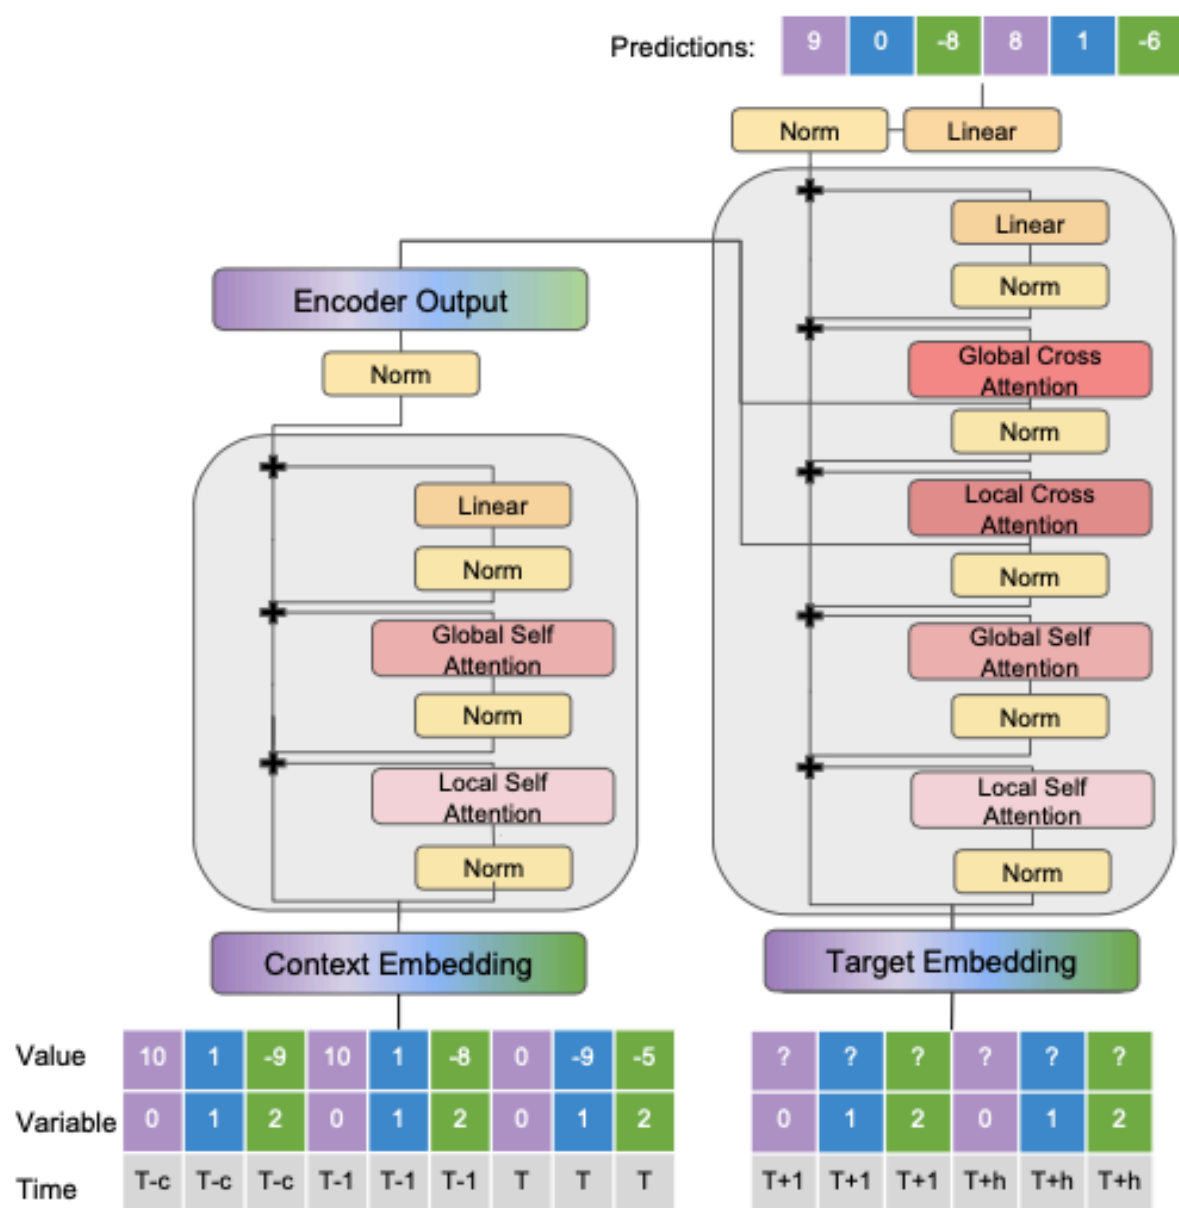 Predictions: 9 0 -8 8 1 -6
Norm Linear
Linear
Norm
Global Cross
Attention
Norm
Local Cross
Attention
Norm
Global Self
Attention
Norm
Local Self
Attention
Norm
Target Embedding
Encoder Output
Norm
Linear
Norm
Global Self
Attention
Norm
Local Self
Attention
Norm
Context Embedding
Value 10 1 -9 10 1 -8 0 -9 -5 ? ? ? ? ? ?
Variable 0 1 2 0 1 2 0 1 2 0 1 2 0 1 2
Time T-c T-c T-c T-1 T-1 T-1 T T T T+1 T+1 T+1 T+h T+h T+h